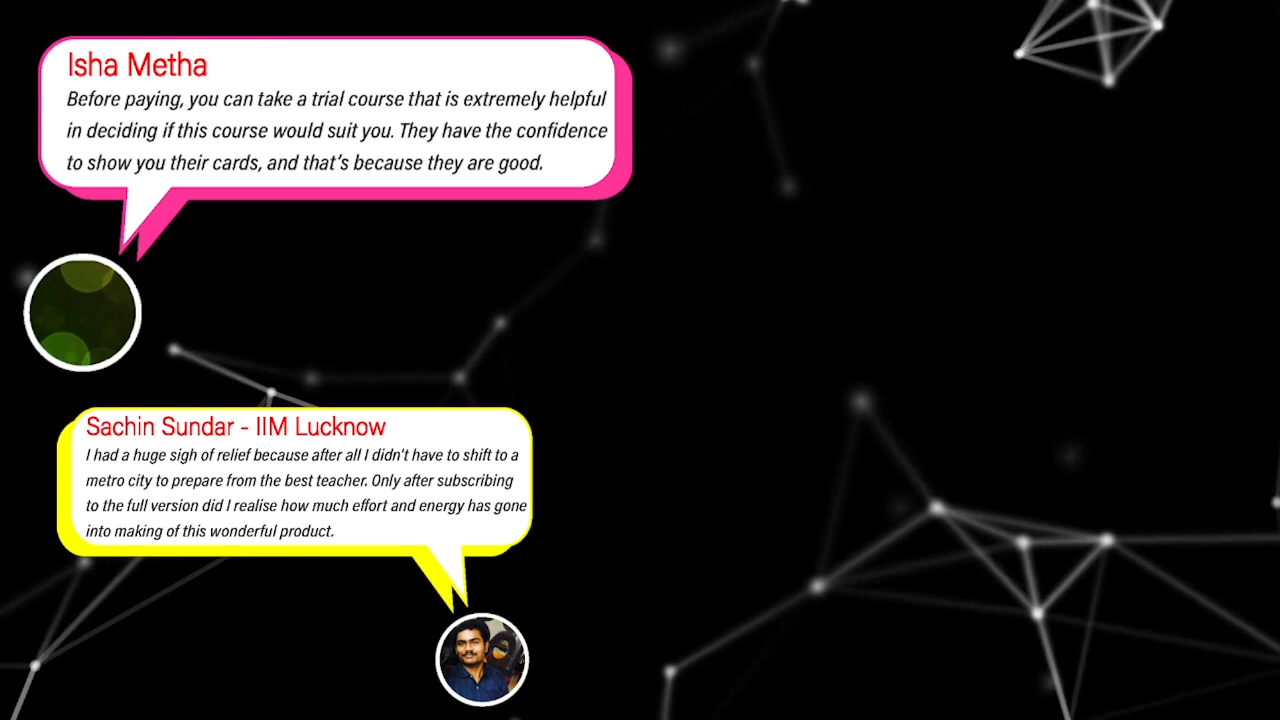 Isha Metha
Before paying, you can take a trial course that is extremely helpful
in deciding if this course would suit you. They have the confidence
to show you their cards, and that's because they are good.
Sachin Sundar - IIM Lucknow
I had a huge sigh of relief because after all I didn't have to shift to a
metro city to prepare from the best teacher. Only after subscribing
to the full version did I realise how much effort and energy has gone
into making of this wonderful product.